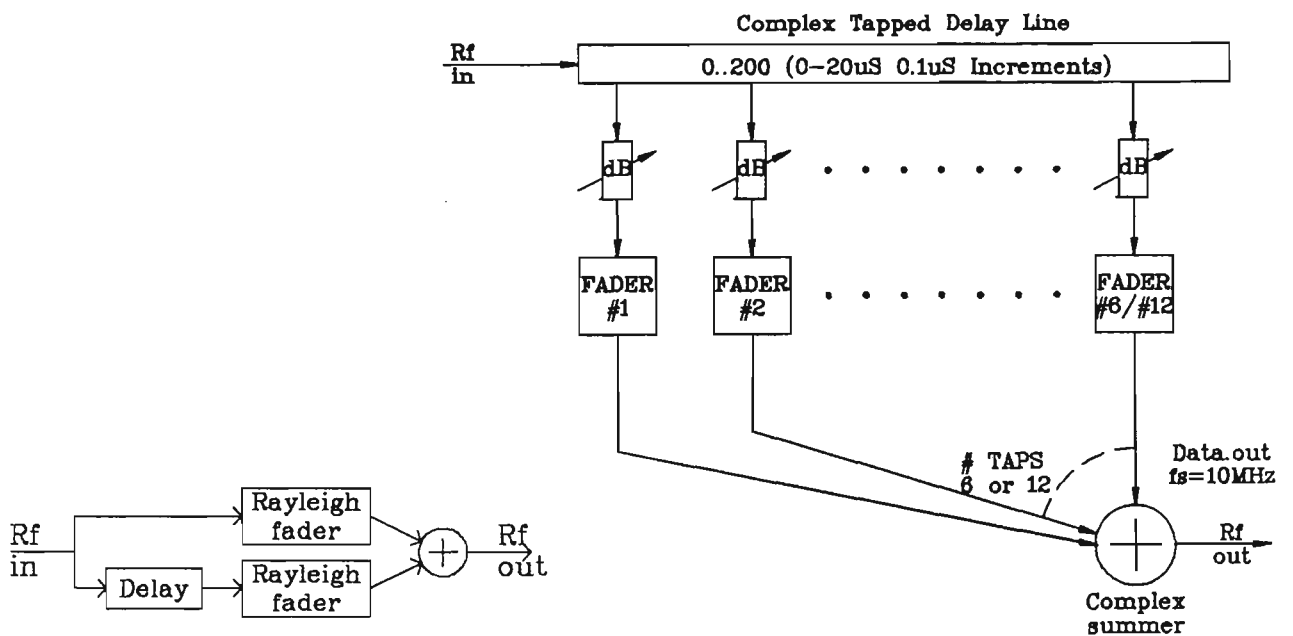 Complex Tapped Delay Line
Rf
in
0..200 (0-20uS 0.1uS Increments)
dB
dB
dB
FADER
#1
FADER
#2
FADER
#6/#12
# TAPS
6 or 12
Data.out
fs=10MHz
Rf
out
Complex
summer
Rf
in
Rayleigh
fader
Delay
Rayleigh
fader
Rf
out